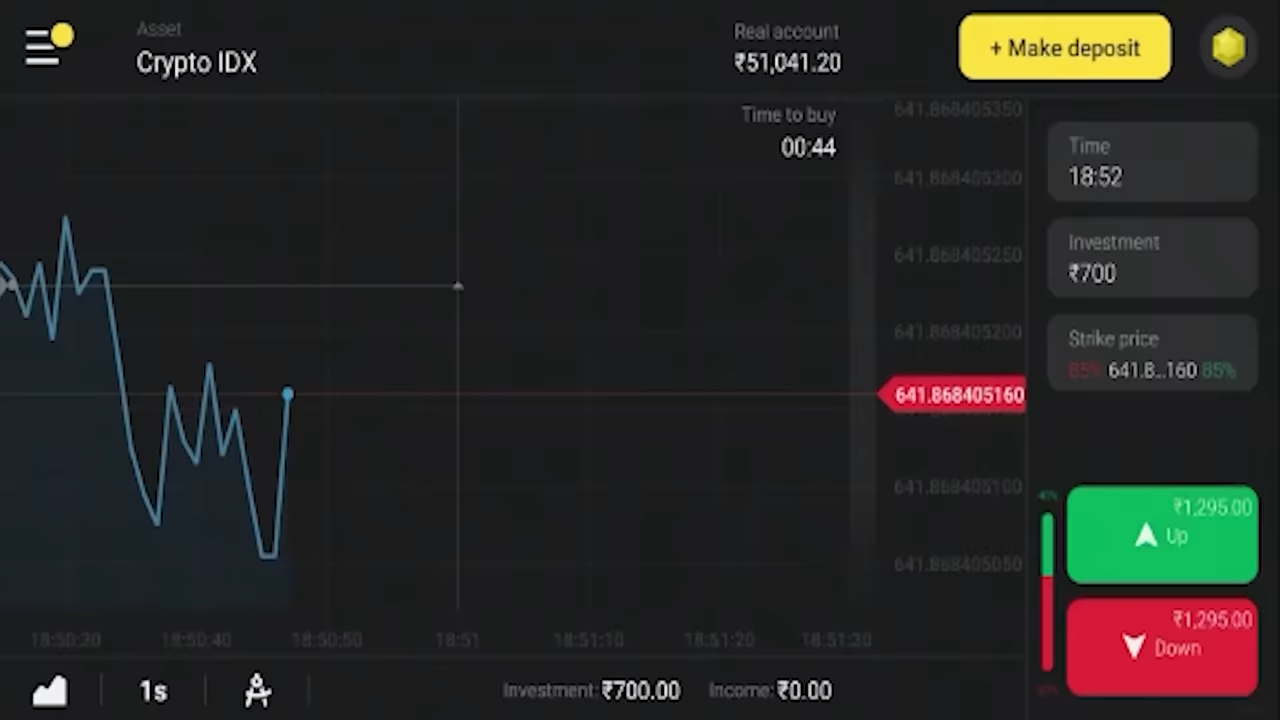 Asset
Crypto IDX
Real account
₹51,041.20
+ Make deposit
Time to buy
00:44
641.868405350
641.868405300
641.868405250
641.868405200
641.868405160
641.868405100
641.868405050
Time
18:52
Investment
₹700
Strike price
85% 641.8...160 85%
₹1,295.00
Up
₹1,295.00
Down
18:50:30 18:50:40 18:50:50 18:51 18:51:10 18:51:20 18:51:30
1s
Investment: ₹700.00 Income: ₹0.00